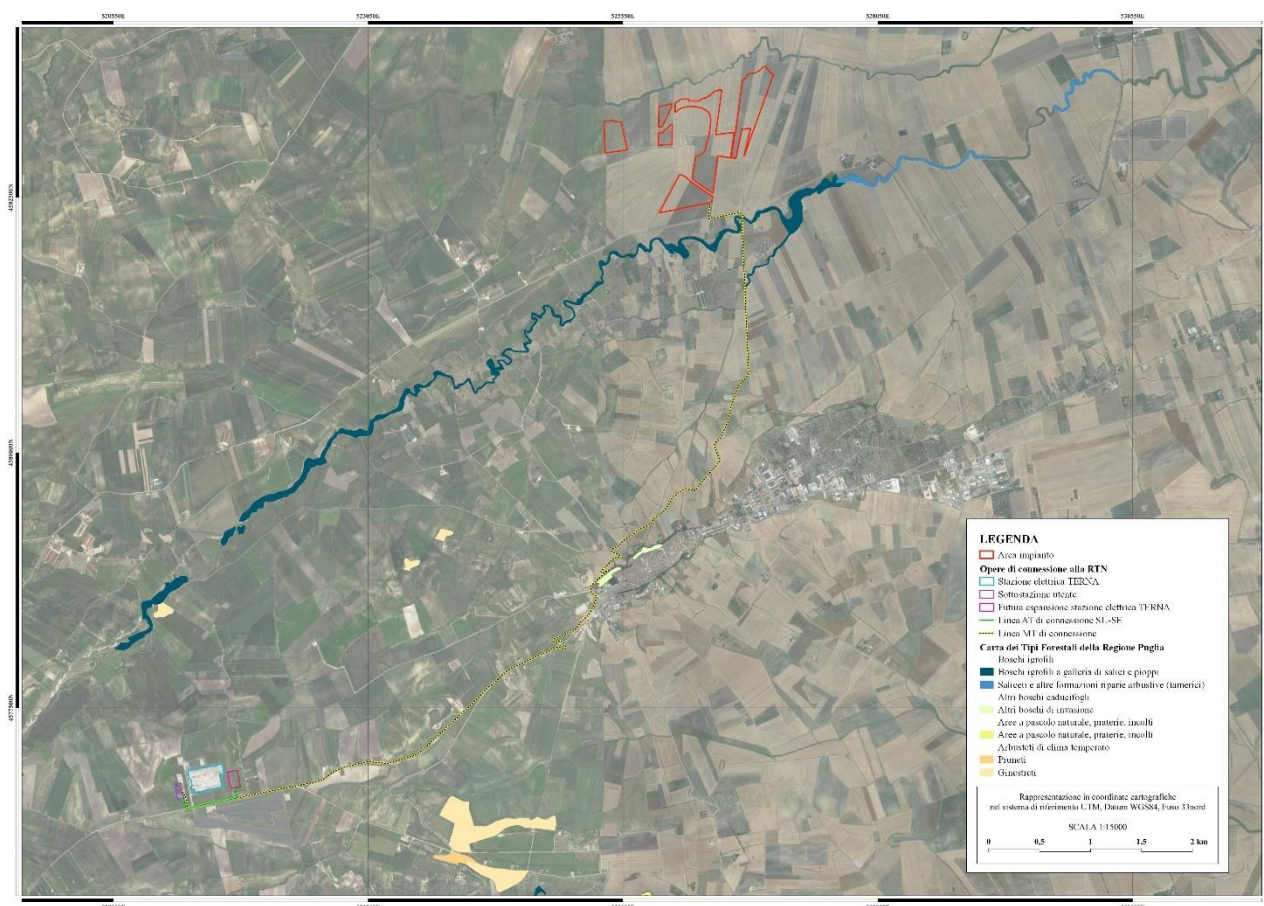 LEGENDA
Area impianto
Opere di connessione alla RTN
Stazione elettrica TERNA
Sottostazione utente
Futura espansione stazione elettrica TERNA
Linea AT di connessione SE-SE
Linea MT di connessione
Carta dei Tipi Forestali della Regione Puglia
Boschi igrofili
Boschi igrofili a galleria di salici e pioppi
Saliceti e altre formazioni riparie arbustive (tamerici)
Altri boschi caducifogli
Altri boschi di invasione
Aree a pascolo naturale, praterie, incolti
Aree a pascolo naturale, praterie, incolti
Arbusteti di clima temperato
Pruneti
Ginestreti
Rappresentazione in coordinate cartografiche
nel sistema di riferimento UTM, Datum WGS84, Fuso 33nord
SCALA 1:15000
0 0,5 1 1,5 2 km